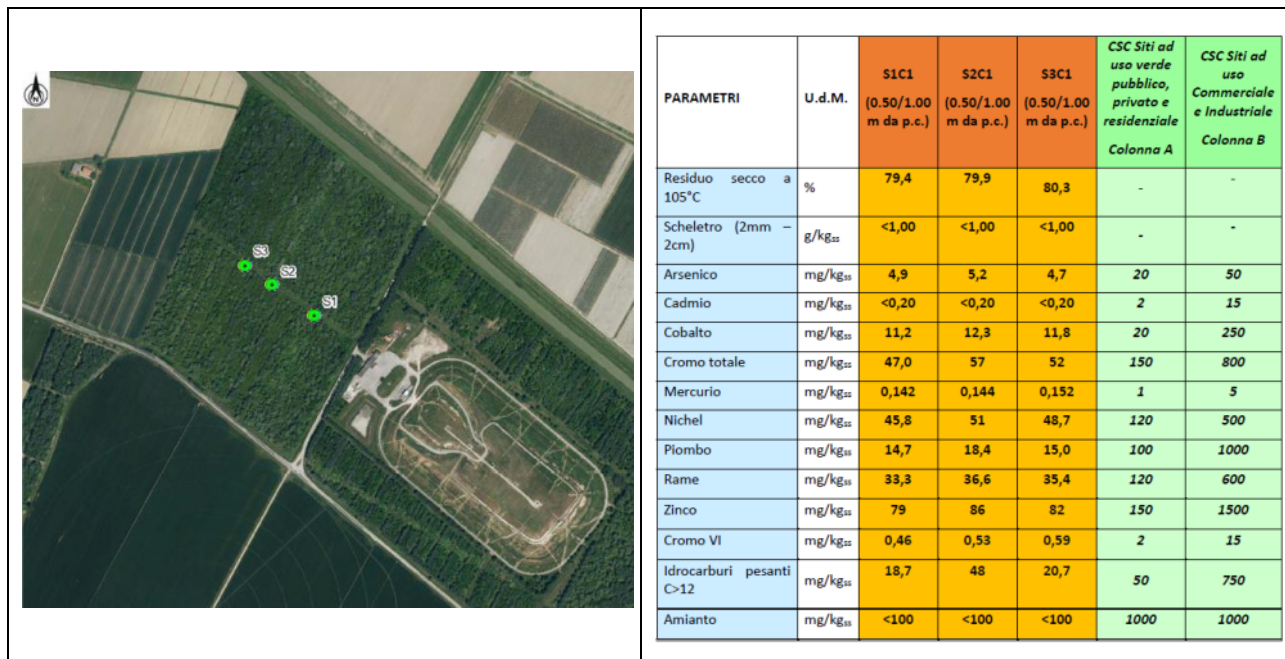 N
S3
S2
S1
PARAMETRI
U.d.M.
S1C1
(0.50/1.00
m da p.c.)
S2C1
(0.50/1.00
m da p.c.)
S3C1
(0.50/1.00
m da p.c.)
CSC Siti ad
uso verde
pubblico,
privato e
residenziale
Colonna A
CSC Siti ad
uso
Commerciale
e Industriale
Colonna B
Residuo secco a
105°C
% 79,4 79,9 80,3 - -
Scheletro (2mm –
2cm)
g/kgss <1,00 <1,00 <1,00 - -
Arsenico mg/kgss 4,9 5,2 4,7 20 50
Cadmio mg/kgss <0,20 <0,20 <0,20 2 15
Cobalto mg/kgss 11,2 12,3 11,8 20 250
Cromo totale mg/kgss 47,0 57 52 150 800
Mercurio mg/kgss 0,142 0,144 0,152 1 5
Nichel mg/kgss 45,8 51 48,7 120 500
Piombo mg/kgss 14,7 18,4 15,0 100 1000
Rame mg/kgss 33,3 36,6 35,4 120 600
Zinco mg/kgss 79 86 82 150 1500
Cromo VI mg/kgss 0,46 0,53 0,59 2 15
Idrocarburi pesanti
C>12
mg/kgss 18,7 48 20,7 50 750
Amianto mg/kgss <100 <100 <100 1000 1000